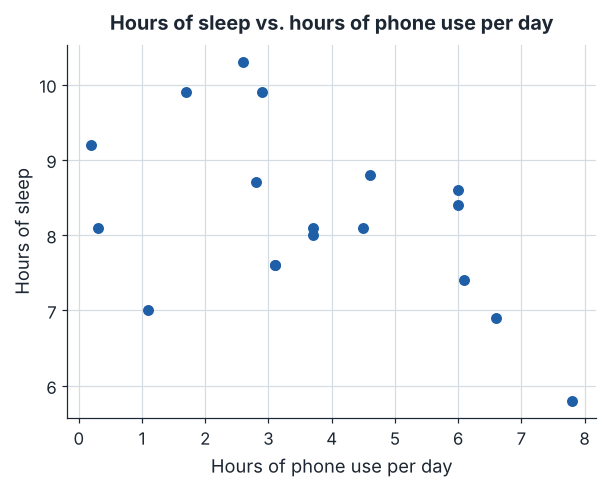 Hours of sleep vs. hours of phone use per day
Hours of sleep
10
9
8
7
6
0 1 2 3 4 5 6 7 8
Hours of phone use per day